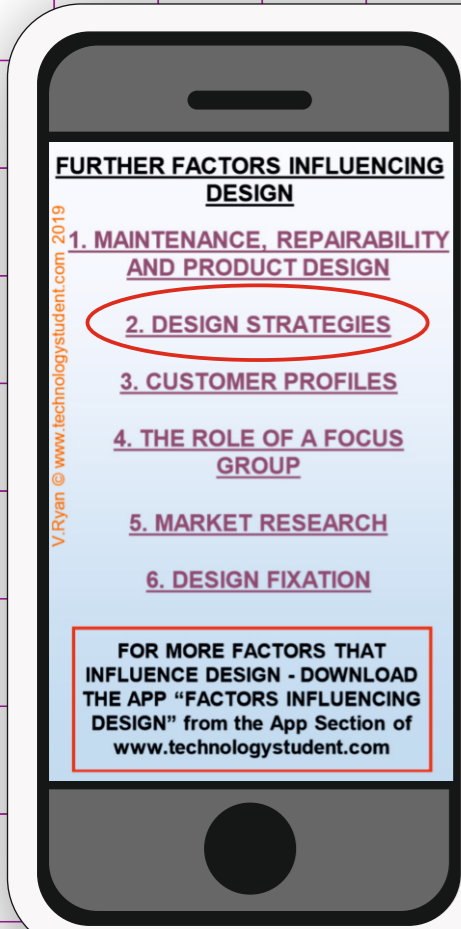 FURTHER FACTORS INFLUENCING
DESIGN
1. MAINTENANCE, REPAIRABILITY
AND PRODUCT DESIGN
2. DESIGN STRATEGIES
3. CUSTOMER PROFILES
4. THE ROLE OF A FOCUS
GROUP
5. MARKET RESEARCH
6. DESIGN FIXATION
FOR MORE FACTORS THAT
INFLUENCE DESIGN - DOWNLOAD
THE APP “FACTORS INFLUENCING
DESIGN” from the App Section of
www.technologystudent.com
V.Ryan © www.technologystudent.com 2019